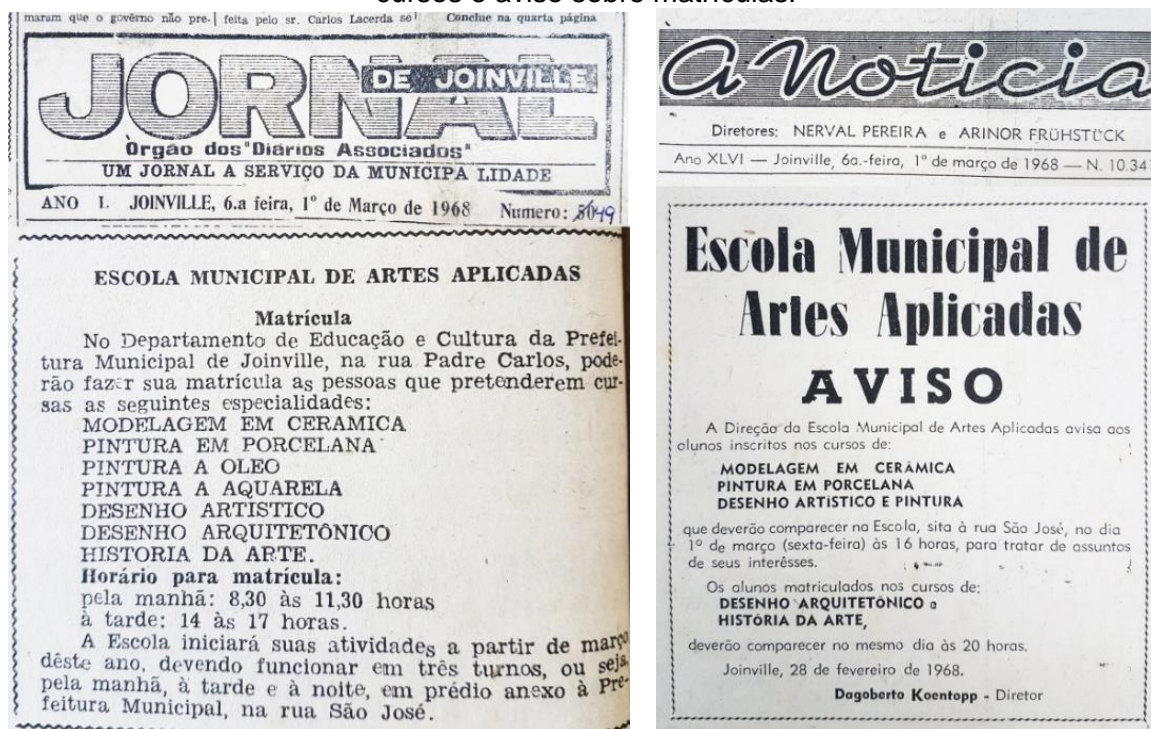 cursos e aviso sobre matrículas.
maram que o govêrno não pre-
feita pelo sr. Carlos Lacerda se
Conclue na quarta página
JORNAL
DE JOINVILLE
Òrgão dos "Diários Associados"
UM JORNAL A SERVIÇO DA MUNICIPA LIDADE
ANO I. JOINVILLE, 6.a feira, 1º de Março de 1968 Numero: 5049
ESCOLA MUNICIPAL DE ARTES APLICADAS
Matrícula
No Departamento de Educação e Cultura da Prefei-
tura Municipal de Joinville, na rua Padre Carlos, pode-
rão fazer sua matrícula as pessoas que pretenderem cur-
sas as seguintes especialidades:
MODELAGEM EM CERAMICA
PINTURA EM PORCELANA
PINTURA A OLEO
PINTURA A AQUARELA
DESENHO ARTISTICO
DESENHO ARQUITETÔNICO
HISTORIA DA ARTE.
Horário para matrícula:
pela manhã: 8,30 às 11,30 horas
à tarde: 14 às 17 horas.
A Escola iniciará suas atividades a partir de março
dêste ano, devendo funcionar em três turnos, ou seja,
pela manhã, à tarde e à noite, em prédio anexo à Pre-
feitura Municipal, na rua São José.
a Noticia
Diretores: NERVAL PEREIRA e ARINOR FRÜHSTÜCK
Ano XLVI — Joinville, 6a.-feira, 1º de março de 1968 — N. 10.34
Escola Municipal de
Artes Aplicadas
AVISO
A Direção da Escola Municipal de Artes Aplicadas avisa aos
alunos inscritos nos cursos de:
MODELAGEM EM CERÂMICA
PINTURA EM PORCELANA
DESENHO ARTÍSTICO E PINTURA
que deverão comparecer na Escola, sita à rua São José, no dia
1º de março (sexta-feira) às 16 horas, para tratar de assuntos
de seus interêsses.
Os alunos matriculados nos cursos de:
DESENHO ARQUITETÔNICO e
HISTÓRIA DA ARTE,
deverão comparecer no mesmo dia às 20 horas.
Joinville, 28 de fevereiro de 1968.
Dagoberto Koentopp - Diretor